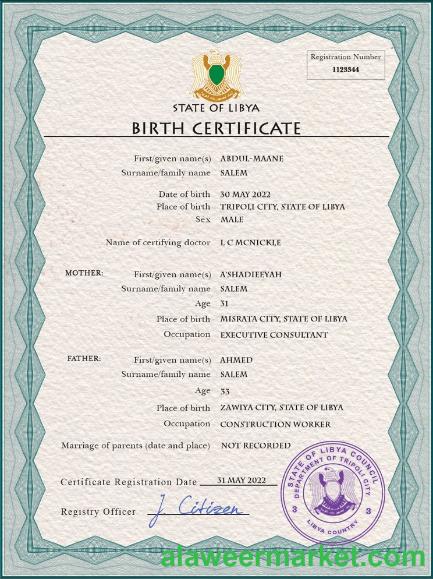 Registration Number
1123344
STATE OF LIBYA
BIRTH CERTIFICATE
First/given name(s) ABDUL-MAANE
Surname/family name SALEM
Date of birth 30 MAY 2022
Place of birth TRIPOLI CITY, STATE OF LIBYA
Sex MALE
Name of certifying doctor L C MCNICKLE
MOTHER: First/given name(s) A'SHADIEEYAH
Surname/family name SALEM
Age 31
Place of birth MISRATA CITY, STATE OF LIBYA
Occupation EXECUTIVE CONSULTANT
FATHER: First/given name(s) AHMED
Surname/family name SALEM
Age 33
Place of birth ZAWIYA CITY, STATE OF LIBYA
Occupation CONSTRUCTION WORKER
Marriage of parents (date and place) NOT RECORDED
Certificate Registration Date 31 MAY 2022
Registry Officer J. Citizen
STATE OF LIBYA COUNCIL
DEPARTMENT OF TRIPOLI CITY
3 3
LIBYA COUNTRY
alaweermarket.com